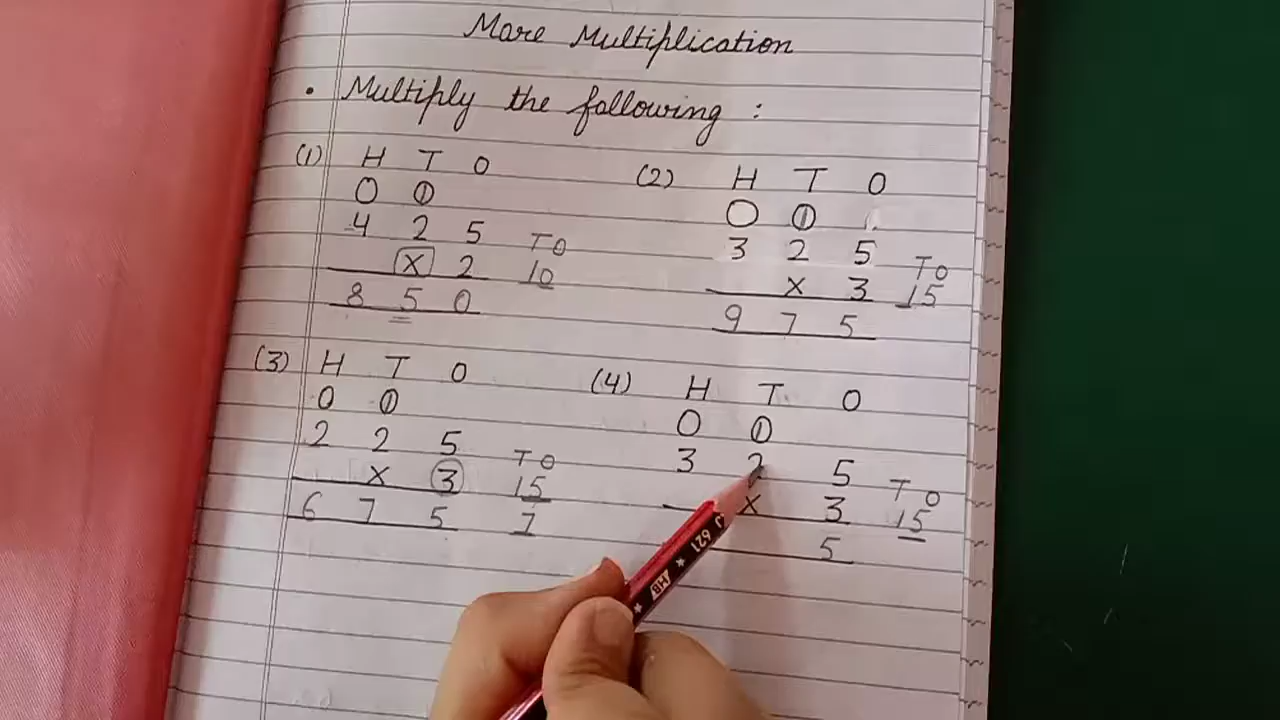 More Multiplication
• Multiply the following :
(1) H T O
0 1
4 2 5 T O
x 2 10
8 5 0
(2) H T O
0 1
3 2 5 T O
x 3 15
9 7 5
(3) H T O
0 1
2 2 5 T O
x 3 15
6 7 5 7
(4) H T O
0 1
3 2 5 T O
x 3 15
5
J 621
HB